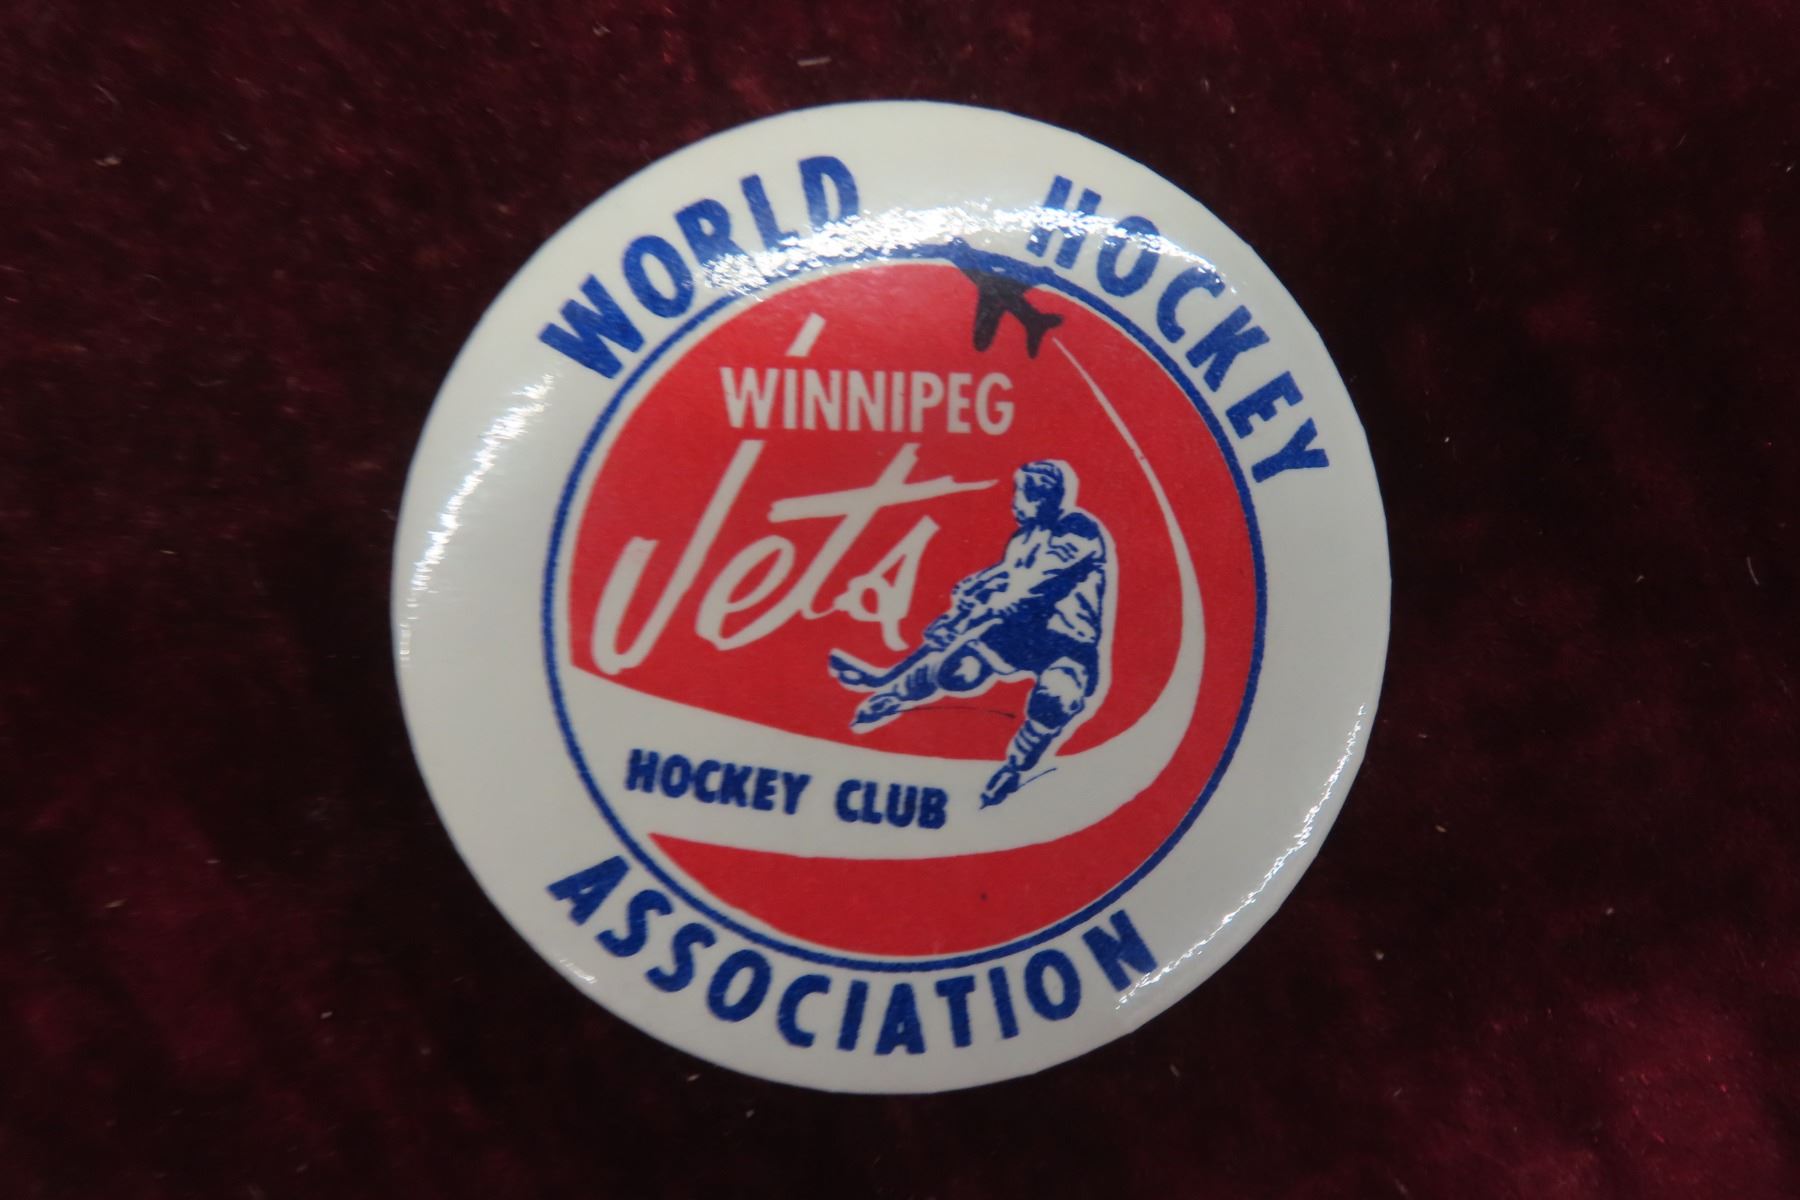 WORLD HOCKEY
WINNIPEG
Jets
HOCKEY CLUB
ASSOCIATION